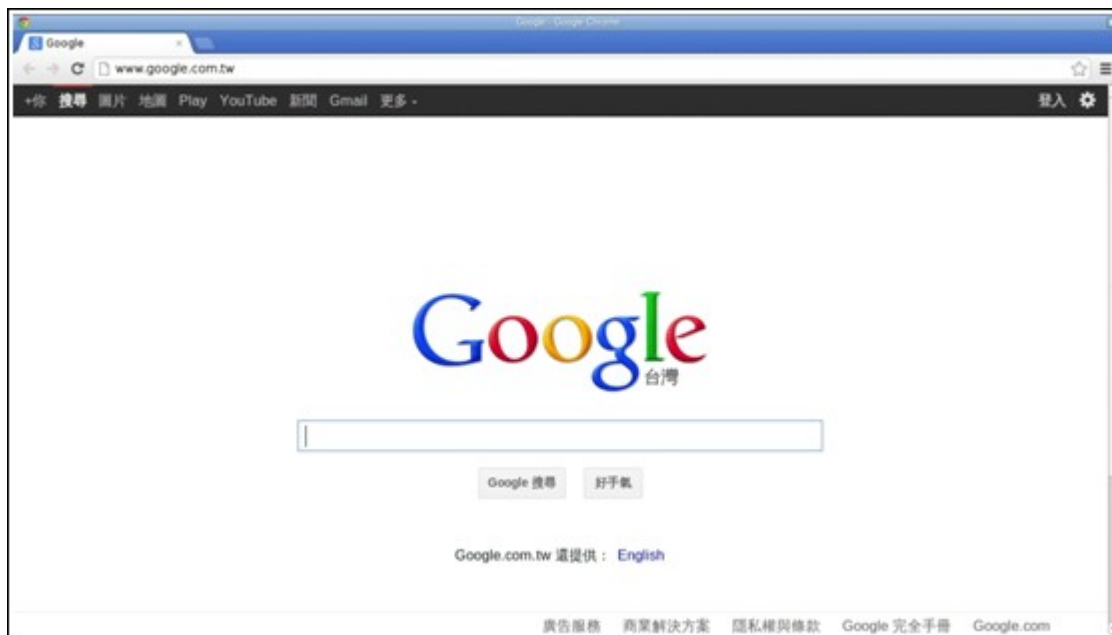 Google - Google Chrome
Google
www.google.com.tw
+你 搜尋 圖片 地圖 Play YouTube 新聞 Gmail 更多 登入
Google
台灣
Google 搜尋 好手氣
Google.com.tw 還提供： English
廣告服務 商業解決方案 隱私權與條款 Google 完全手冊 Google.com